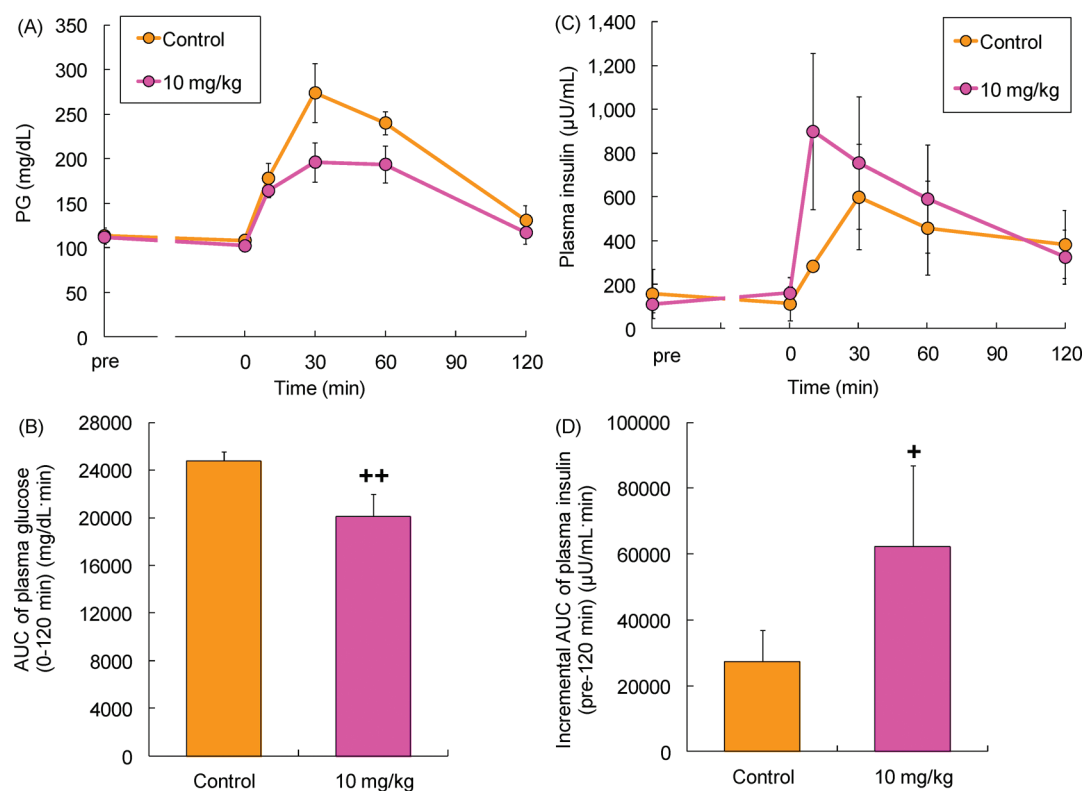 (A)
350
300
250
200
150
100
50
0
PG (mg/dL)
Control
10 mg/kg
pre
0
30
60
90
120
Time (min)
(C)
1,400
1,200
1,000
800
600
400
200
0
Plasma insulin (μU/mL)
Control
10 mg/kg
pre
0
30
60
90
120
Time (min)
(B)
28000
24000
20000
16000
12000
8000
4000
0
AUC of plasma glucose
(0-120 min) (mg/dL·min)
++
Control
10 mg/kg
(D)
100000
80000
60000
40000
20000
0
Incremental AUC of plasma insulin
(pre-120 min) (μU/mL·min)
+
Control
10 mg/kg